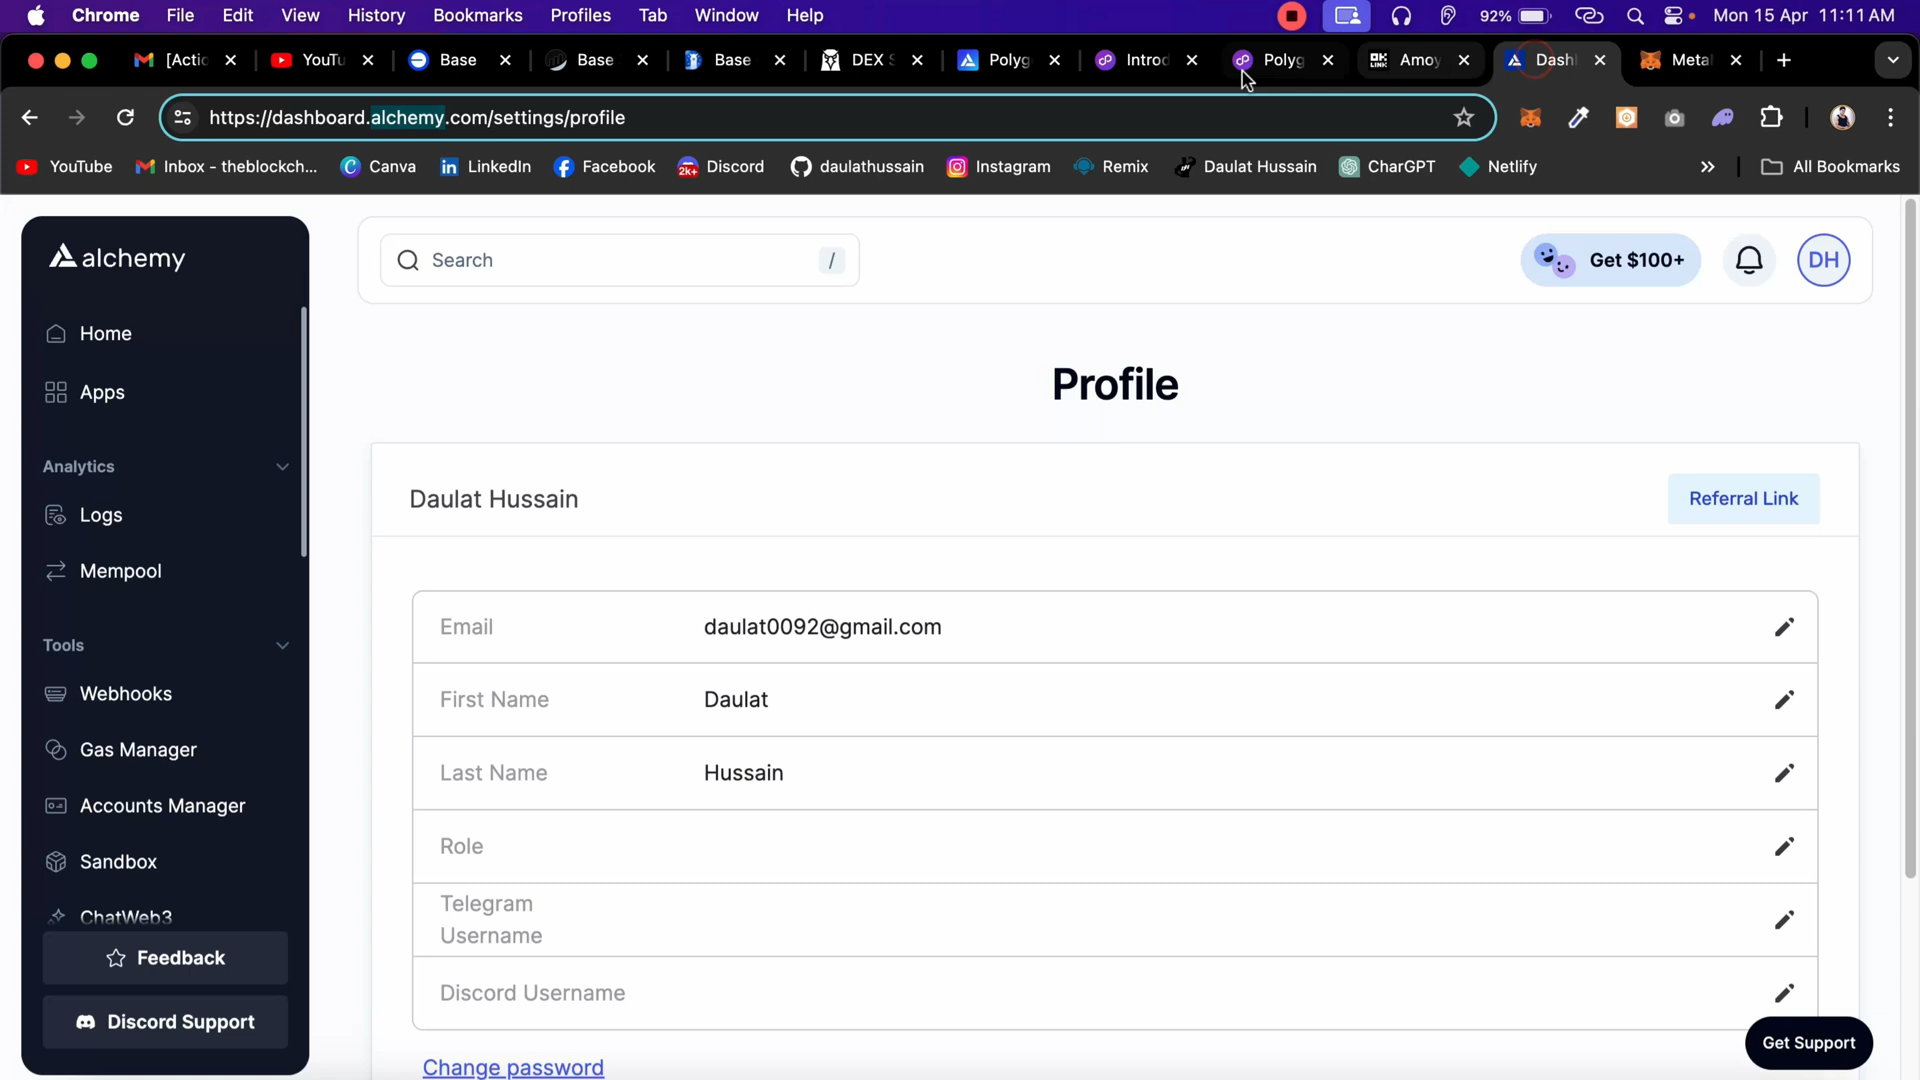 Chrome File Edit View History Bookmarks Profiles Tab Window Help 92% Mon 15 Apr 11:11 AM
[Actic YouTu Base Base Base DEX S Polyg Introd Polyg Amoy Dash Meta
https://dashboard.alchemy.com/settings/profile
YouTube Inbox - theblockch... Canva LinkedIn Facebook 2k+ Discord daulathussain Instagram Remix Daulat Hussain CharGPT Netlify » All Bookmarks
alchemy
Search /
Get $100+
DH
Home
Apps
Analytics
Logs
Mempool
Tools
Webhooks
Gas Manager
Accounts Manager
Sandbox
ChatWeb3
Feedback
Discord Support
Profile
Daulat Hussain
Referral Link
Email daulat0092@gmail.com
First Name Daulat
Last Name Hussain
Role
Telegram
Username
Discord Username
Change password
Get Support